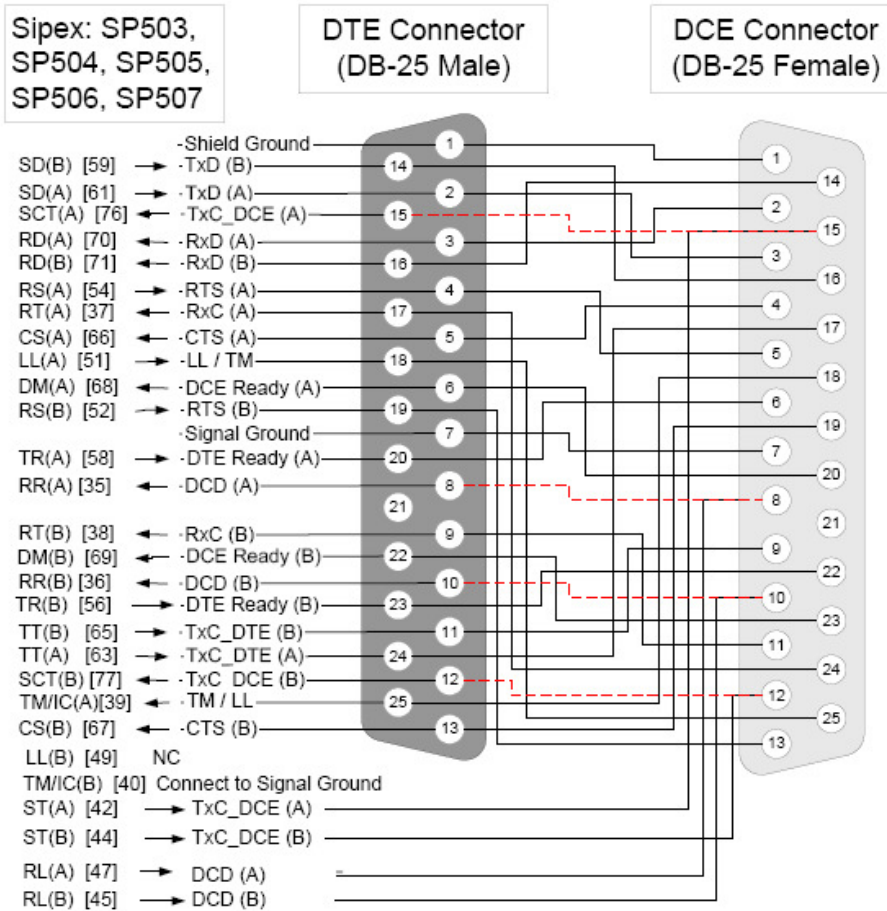 Sipex: SP503,
SP504, SP505,
SP506, SP507
DTE Connector
(DB-25 Male)
DCE Connector
(DB-25 Female)
-Shield Ground 1 1
SD(B) [59] -TxD (B) 14 14
SD(A) [61] -TxD (A) 2 2
SCT(A) [76] -TxC_DCE (A) 15 15
RD(A) [70] -RxD (A) 3 3
RD(B) [71] -RxD (B) 16 16
RS(A) [54] -RTS (A) 4 4
RT(A) [37] -RxC (A) 17 17
CS(A) [66] -CTS (A) 5 5
LL(A) [51] -LL / TM 18 18
DM(A) [68] -DCE Ready (A) 6 6
RS(B) [52] -RTS (B) 19 19
-Signal Ground 7 7
TR(A) [58] -DTE Ready (A) 20 20
RR(A) [35] -DCD (A) 8 8
21 21
RT(B) [38] -RxC (B) 9 9
DM(B) [69] -DCE Ready (B) 22 22
RR(B) [36] -DCD (B) 10 10
TR(B) [56] -DTE Ready (B) 23 23
TT(B) [65] -TxC_DTE (B) 11 11
TT(A) [63] -TxC_DTE (A) 24 24
SCT(B) [77] -TxC_DCE (B) 12 12
TM/IC(A)[39] -TM / LL 25 25
CS(B) [67] -CTS (B) 13 13
LL(B) [49] NC
TM/IC(B) [40] Connect to Signal Ground
ST(A) [42] TxC_DCE (A)
ST(B) [44] TxC_DCE (B)
RL(A) [47] DCD (A)
RL(B) [45] DCD (B)